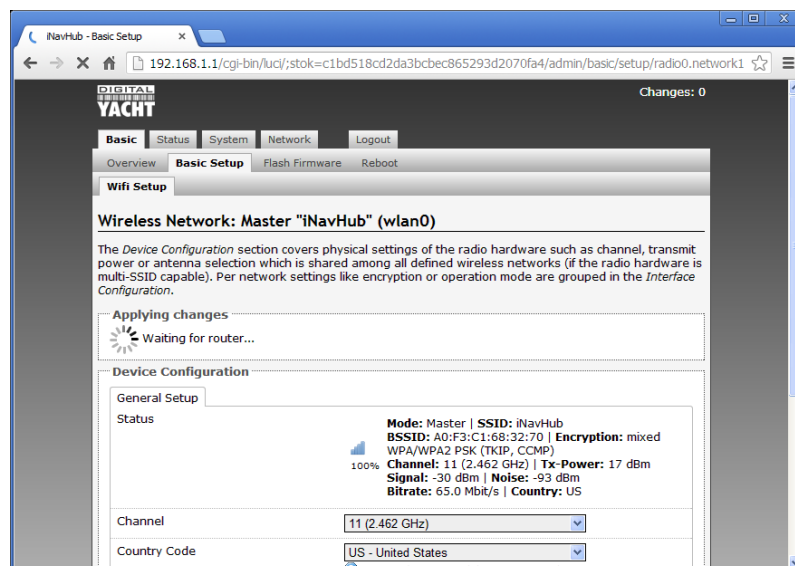 iNavHub - Basic Setup
192.168.1.1/cgi-bin/luci/;stok=c1bd518cd2da3bcbec865293d2070fa4/admin/basic/setup/radio0.network1
DIGITAL
YACHT
Changes: 0
Basic Status System Network Logout
Overview Basic Setup Flash Firmware Reboot
Wifi Setup
Wireless Network: Master "iNavHub" (wlan0)
The Device Configuration section covers physical settings of the radio hardware such as channel, transmit
power or antenna selection which is shared among all defined wireless networks (if the radio hardware is
multi-SSID capable). Per network settings like encryption or operation mode are grouped in the Interface
Configuration.
Applying changes
Waiting for router...
Device Configuration
General Setup
Status
Mode: Master | SSID: iNavHub
BSSID: A0:F3:C1:68:32:70 | Encryption: mixed
WPA/WPA2 PSK (TKIP, CCMP)
100% Channel: 11 (2.462 GHz) | Tx-Power: 17 dBm
Signal: -30 dBm | Noise: -93 dBm
Bitrate: 65.0 Mbit/s | Country: US
Channel 11 (2.462 GHz)
Country Code US - United States